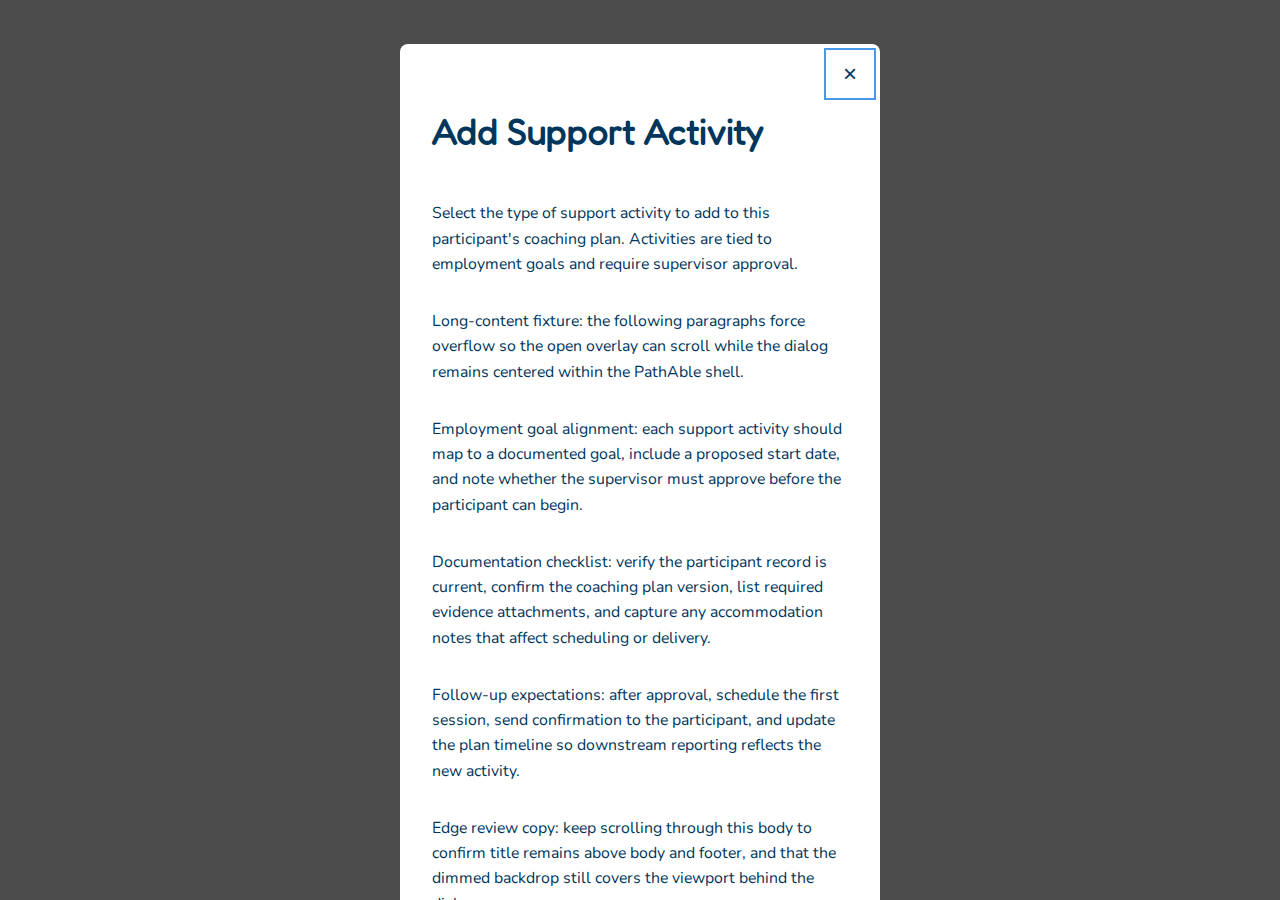 ×
Add Support Activity
Select the type of support activity to add to this
participant's coaching plan. Activities are tied to
employment goals and require supervisor approval.
Long-content fixture: the following paragraphs force
overflow so the open overlay can scroll while the dialog
remains centered within the PathAble shell.
Employment goal alignment: each support activity should
map to a documented goal, include a proposed start date,
and note whether the supervisor must approve before the
participant can begin.
Documentation checklist: verify the participant record is
current, confirm the coaching plan version, list required
evidence attachments, and capture any accommodation
notes that affect scheduling or delivery.
Follow-up expectations: after approval, schedule the first
session, send confirmation to the participant, and update
the plan timeline so downstream reporting reflects the
new activity.
Edge review copy: keep scrolling through this body to
confirm title remains above body and footer, and that the
dimmed backdrop still covers the viewport behind the